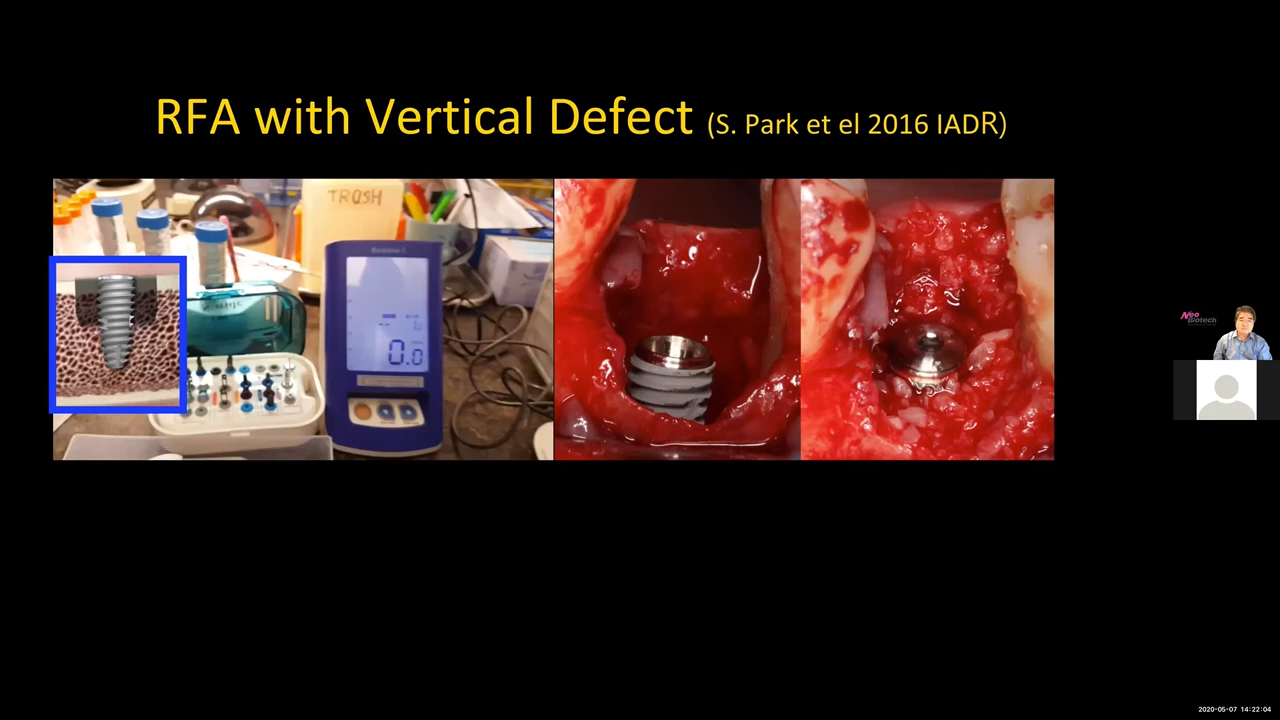 RFA with Vertical Defect (S. Park et el 2016 IADR)
TRASH
0.0
Neo
Biotech
2020-05-07 14:22:04